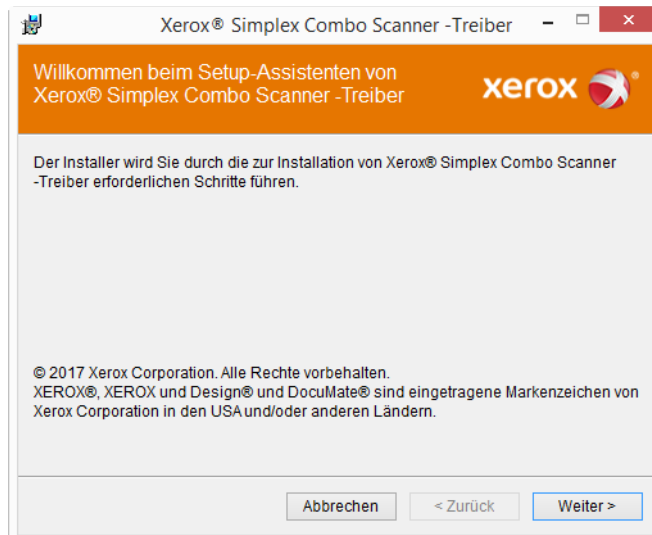 Xerox® Simplex Combo Scanner -Treiber
Willkommen beim Setup-Assistenten von
Xerox® Simplex Combo Scanner -Treiber
xerox®
Der Installer wird Sie durch die zur Installation von Xerox® Simplex Combo Scanner
-Treiber erforderlichen Schritte führen.
© 2017 Xerox Corporation. Alle Rechte vorbehalten.
XEROX®, XEROX und Design® und DocuMate® sind eingetragene Markenzeichen von
Xerox Corporation in den USA und/oder anderen Ländern.
Abbrechen < Zurück Weiter >